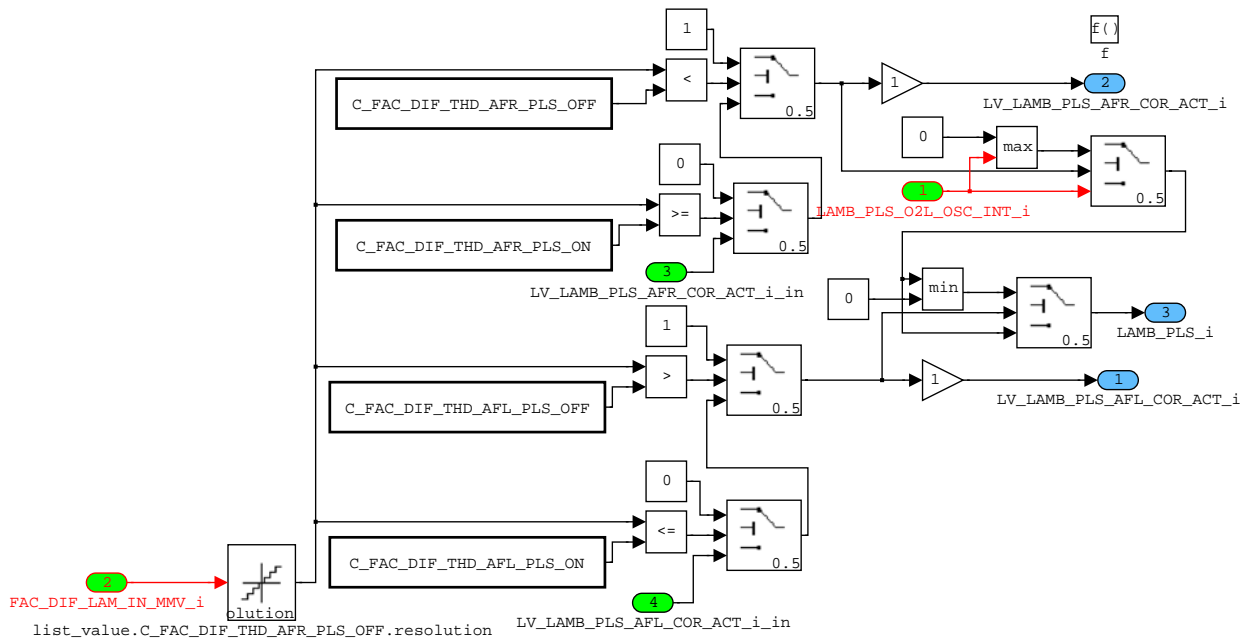 1
f()
f
<
C_FAC_DIF_THD_AFR_PLS_OFF
0.5
1
2
LV_LAMB_PLS_AFR_COR_ACT_i
0
max
0
1
0.5
LAMB_PLS_O2L_OSC_INT_i
>=
C_FAC_DIF_THD_AFR_PLS_ON
0.5
3
LV_LAMB_PLS_AFR_COR_ACT_i_in
min
0
3
LAMB_PLS_i
0.5
1
>
1
1
C_FAC_DIF_THD_AFL_PLS_OFF
0.5
LV_LAMB_PLS_AFL_COR_ACT_i
0
<=
C_FAC_DIF_THD_AFL_PLS_ON
0.5
2
FAC_DIF_LAM_IN_MMV_i
olution
4
LV_LAMB_PLS_AFL_COR_ACT_i_in
list_value.C_FAC_DIF_THD_AFR_PLS_OFF.resolution